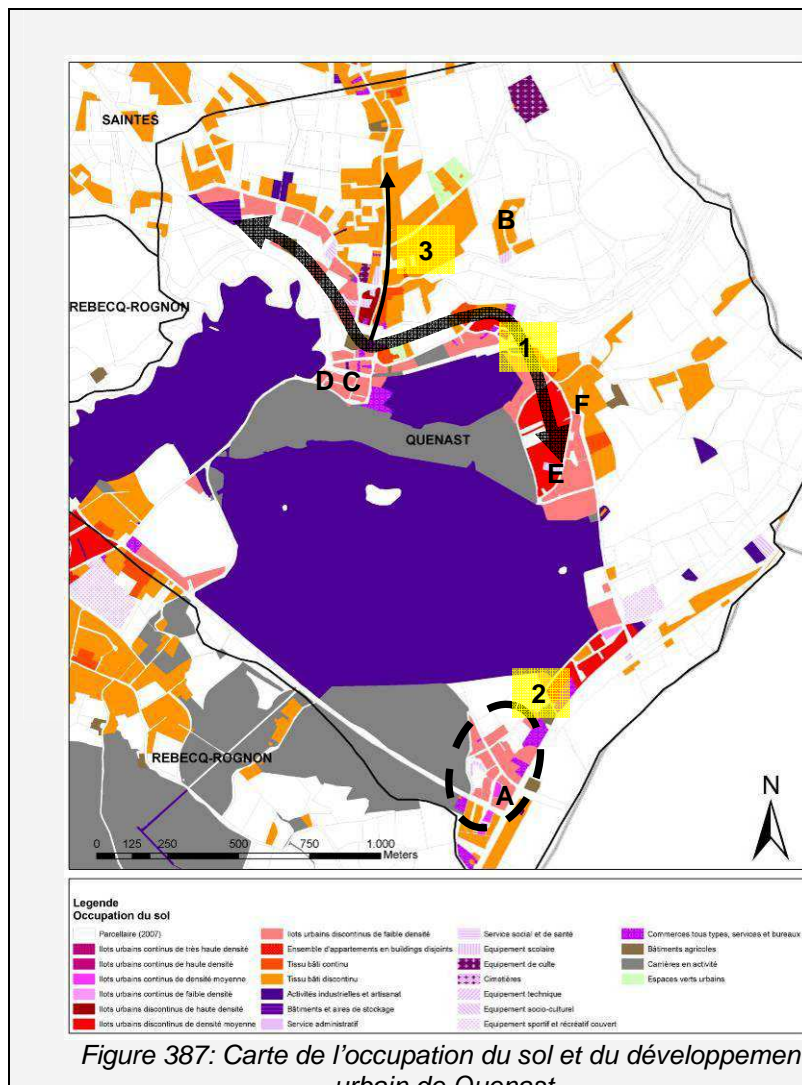 SAINTES
B
3
REBECQ-ROGNON
1
D C
F
QUENAST
E
2
REBECQ-ROGNON
A
N
0 125 250 500 750 1.000
Meters
Legende
Occupation du sol
Parcellaire (2007)
Ilots urbains continus de très haute densité
Ilots urbains continus de haute densité
Ilots urbains continus de densité moyenne
Ilots urbains continus de faible densité
Ilots urbains discontinus de haute densité
Ilots urbains discontinus de densité moyenne
Ilots urbains discontinus de faible densité
Ensemble d'appartements en buildings disjoints
Tissu bâti continu
Tissu bâti discontinu
Activités industrielles et artisanat
Bâtiments et aires de stockage
Service administratif
Service social et de santé
Equipement scolaire
Equipement de culte
Cimetières
Equipement technique
Equipement socio-culturel
Equipement sportif et récréatif couvert
Commerces tous types, services et bureaux
Bâtiments agricoles
Carrières en activité
Espaces verts urbains
Figure 387: Carte de l'occupation du sol et du développemen
urbain de Quenast